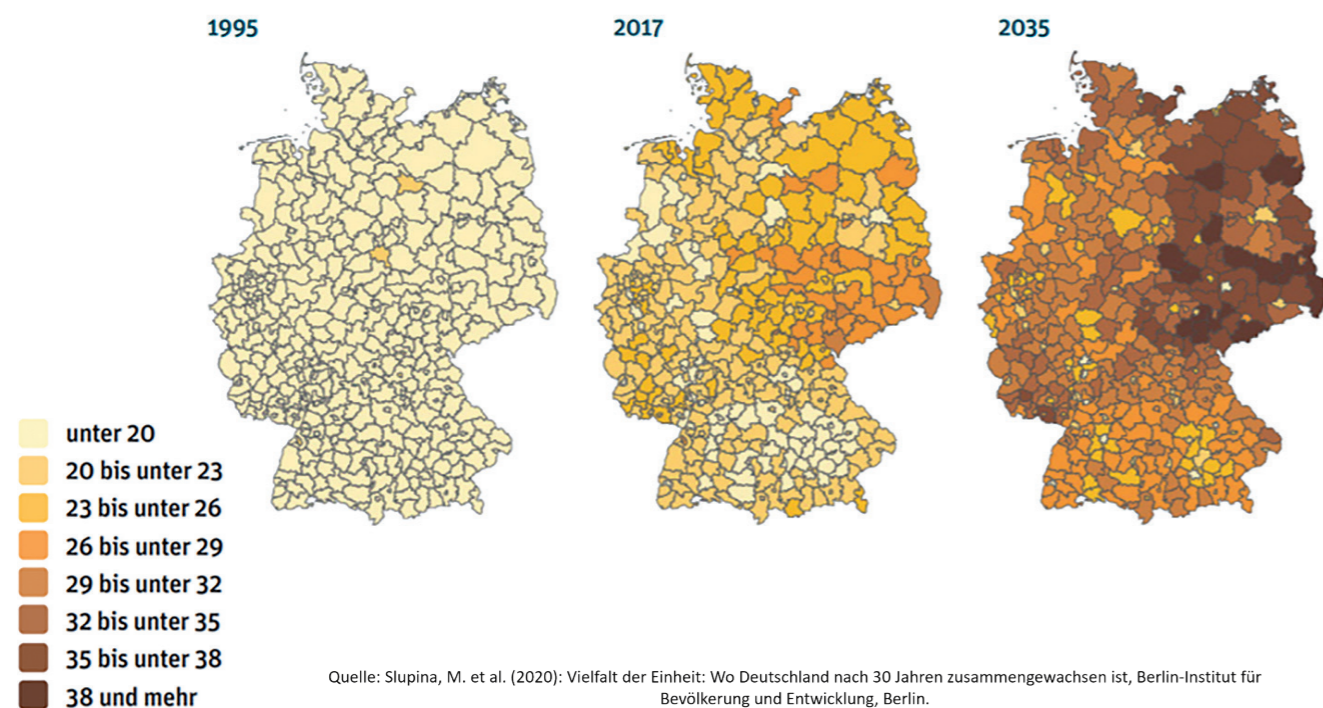 1995
2017
2035
unter 20
20 bis unter 23
23 bis unter 26
26 bis unter 29
29 bis unter 32
32 bis unter 35
35 bis unter 38
38 und mehr
Quelle: Slupina, M. et al. (2020): Vielfalt der Einheit: Wo Deutschland nach 30 Jahren zusammengewachsen ist, Berlin-Institut für
Bevölkerung und Entwicklung, Berlin.